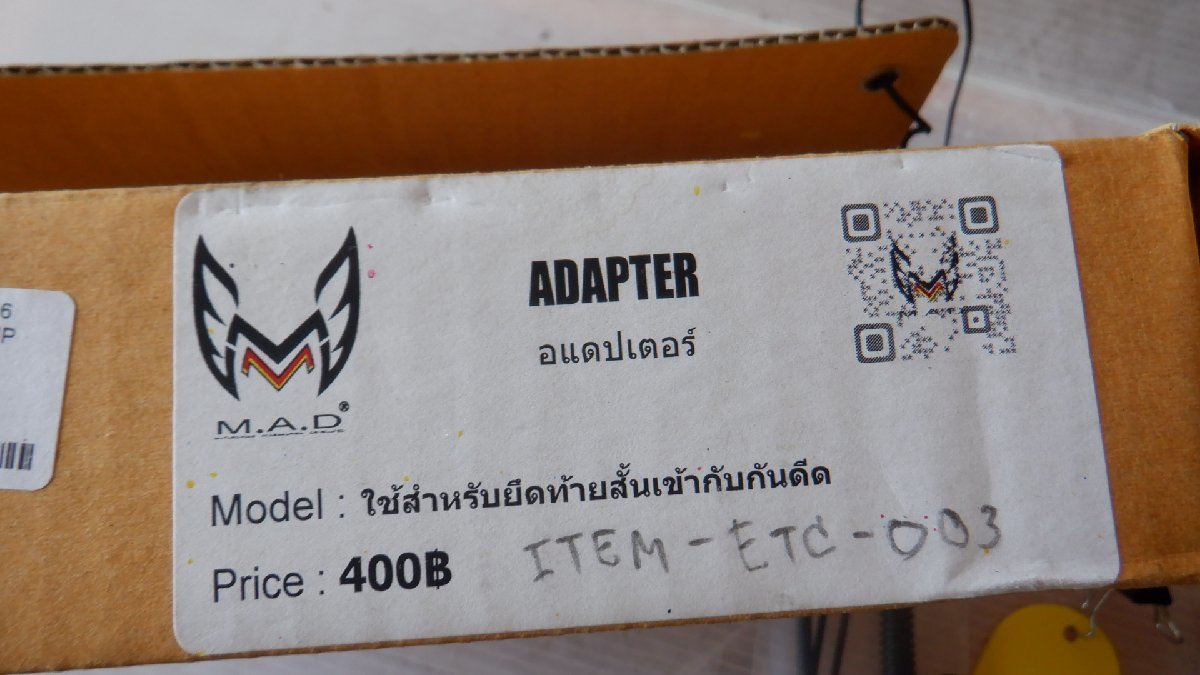 6
P
M.A.D®
ADAPTER
อแดปเตอร์
Model : ใช้สำหรับยึดท้ายสั้นเข้ากับกันดีด
Price : 400฿
ITEM - ETC - 003